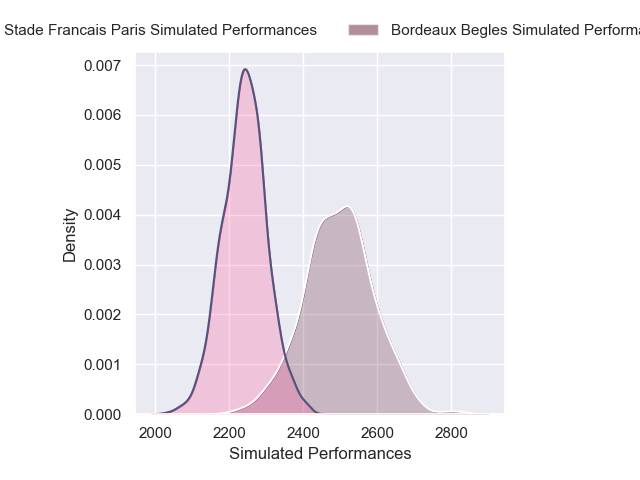 Stade Francais Paris Simulated Performances Bordeaux Begles Simulated
0.007
0.006
0.005
0.004
0.003
0.002
0.001
0.000
Density
2000 2200 2400 2600 2800
Simulated Performances